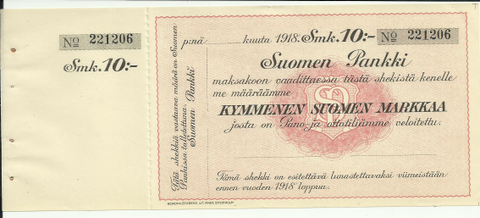 No 221206
Smk. 10:-
Tätä shekkiä vastaava määrä on Suomen
Pankissa talletettuna.
Suomen Pankki
p:nä kuuta 1918. Smk. 10:- No 221206
Suomen Pankki
maksakoon vaadittaessa tästä shekistä kenelle
me määräämme
KYMMENEN SUOMEN MARKKAA
josta on Pano- ja ottotiliämme veloitettu.
Tämä shekki on esitettävä lunastettavaksi viimeistään
ennen vuoden 1918 loppua.